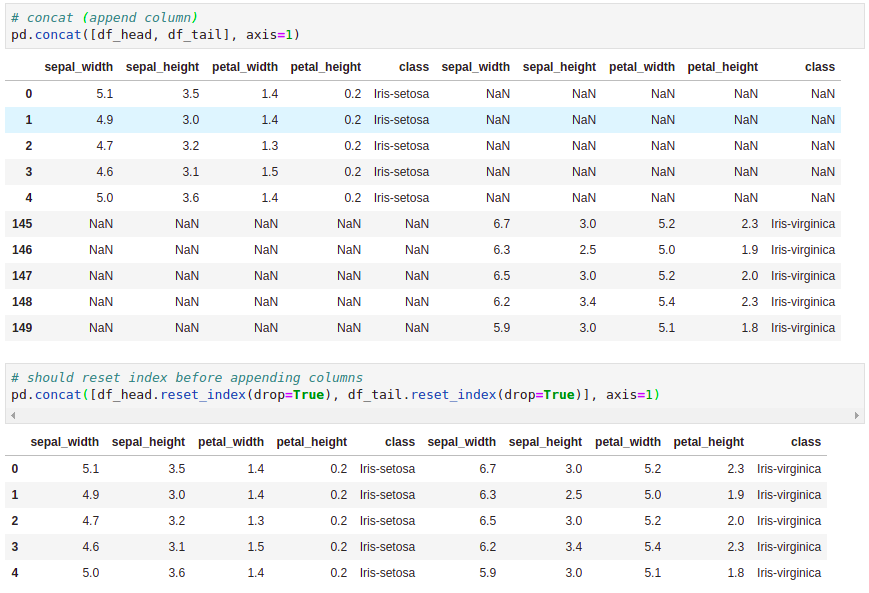 # concat (append column)
pd.concat([df_head, df_tail], axis=1)
sepal_width sepal_height petal_width petal_height class sepal_width sepal_height petal_width petal_height class
0 5.1 3.5 1.4 0.2 Iris-setosa NaN NaN NaN NaN NaN
1 4.9 3.0 1.4 0.2 Iris-setosa NaN NaN NaN NaN NaN
2 4.7 3.2 1.3 0.2 Iris-setosa NaN NaN NaN NaN NaN
3 4.6 3.1 1.5 0.2 Iris-setosa NaN NaN NaN NaN NaN
4 5.0 3.6 1.4 0.2 Iris-setosa NaN NaN NaN NaN NaN
145 NaN NaN NaN NaN NaN 6.7 3.0 5.2 2.3 Iris-virginica
146 NaN NaN NaN NaN NaN 6.3 2.5 5.0 1.9 Iris-virginica
147 NaN NaN NaN NaN NaN 6.5 3.0 5.2 2.0 Iris-virginica
148 NaN NaN NaN NaN NaN 6.2 3.4 5.4 2.3 Iris-virginica
149 NaN NaN NaN NaN NaN 5.9 3.0 5.1 1.8 Iris-virginica
# should reset index before appending columns
pd.concat([df_head.reset_index(drop=True), df_tail.reset_index(drop=True)], axis=1)
sepal_width sepal_height petal_width petal_height class sepal_width sepal_height petal_width petal_height class
0 5.1 3.5 1.4 0.2 Iris-setosa 6.7 3.0 5.2 2.3 Iris-virginica
1 4.9 3.0 1.4 0.2 Iris-setosa 6.3 2.5 5.0 1.9 Iris-virginica
2 4.7 3.2 1.3 0.2 Iris-setosa 6.5 3.0 5.2 2.0 Iris-virginica
3 4.6 3.1 1.5 0.2 Iris-setosa 6.2 3.4 5.4 2.3 Iris-virginica
4 5.0 3.6 1.4 0.2 Iris-setosa 5.9 3.0 5.1 1.8 Iris-virginica